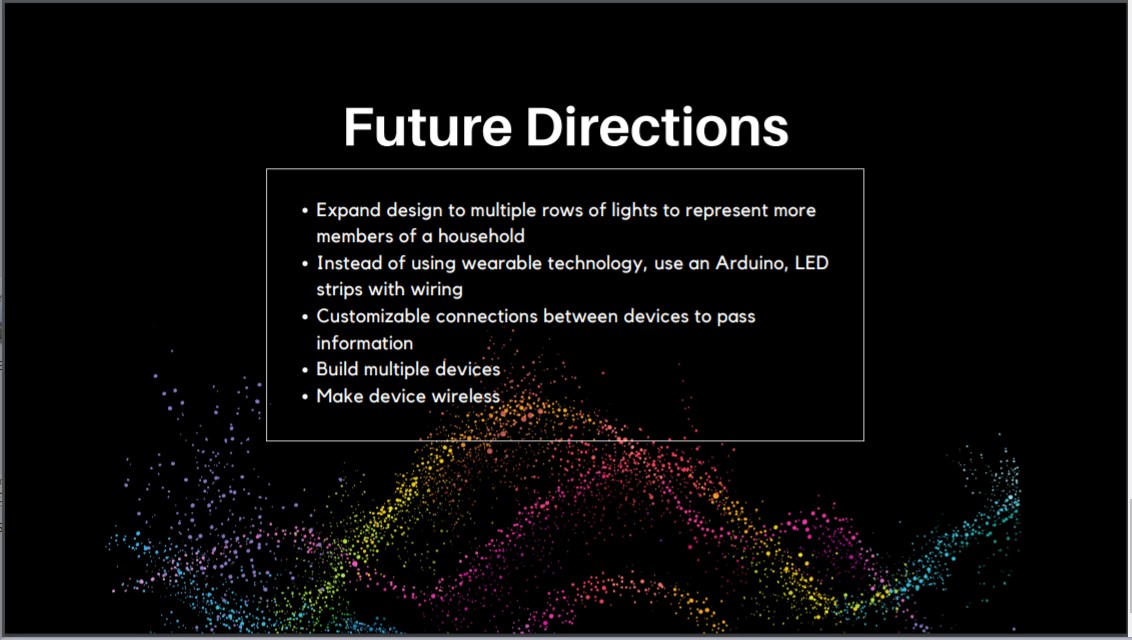 Future Directions
• Expand design to multiple rows of lights to represent more
members of a household
• Instead of using wearable technology, use an Arduino, LED
strips with wiring
• Customizable connections between devices to pass
information
• Build multiple devices
• Make device wireless